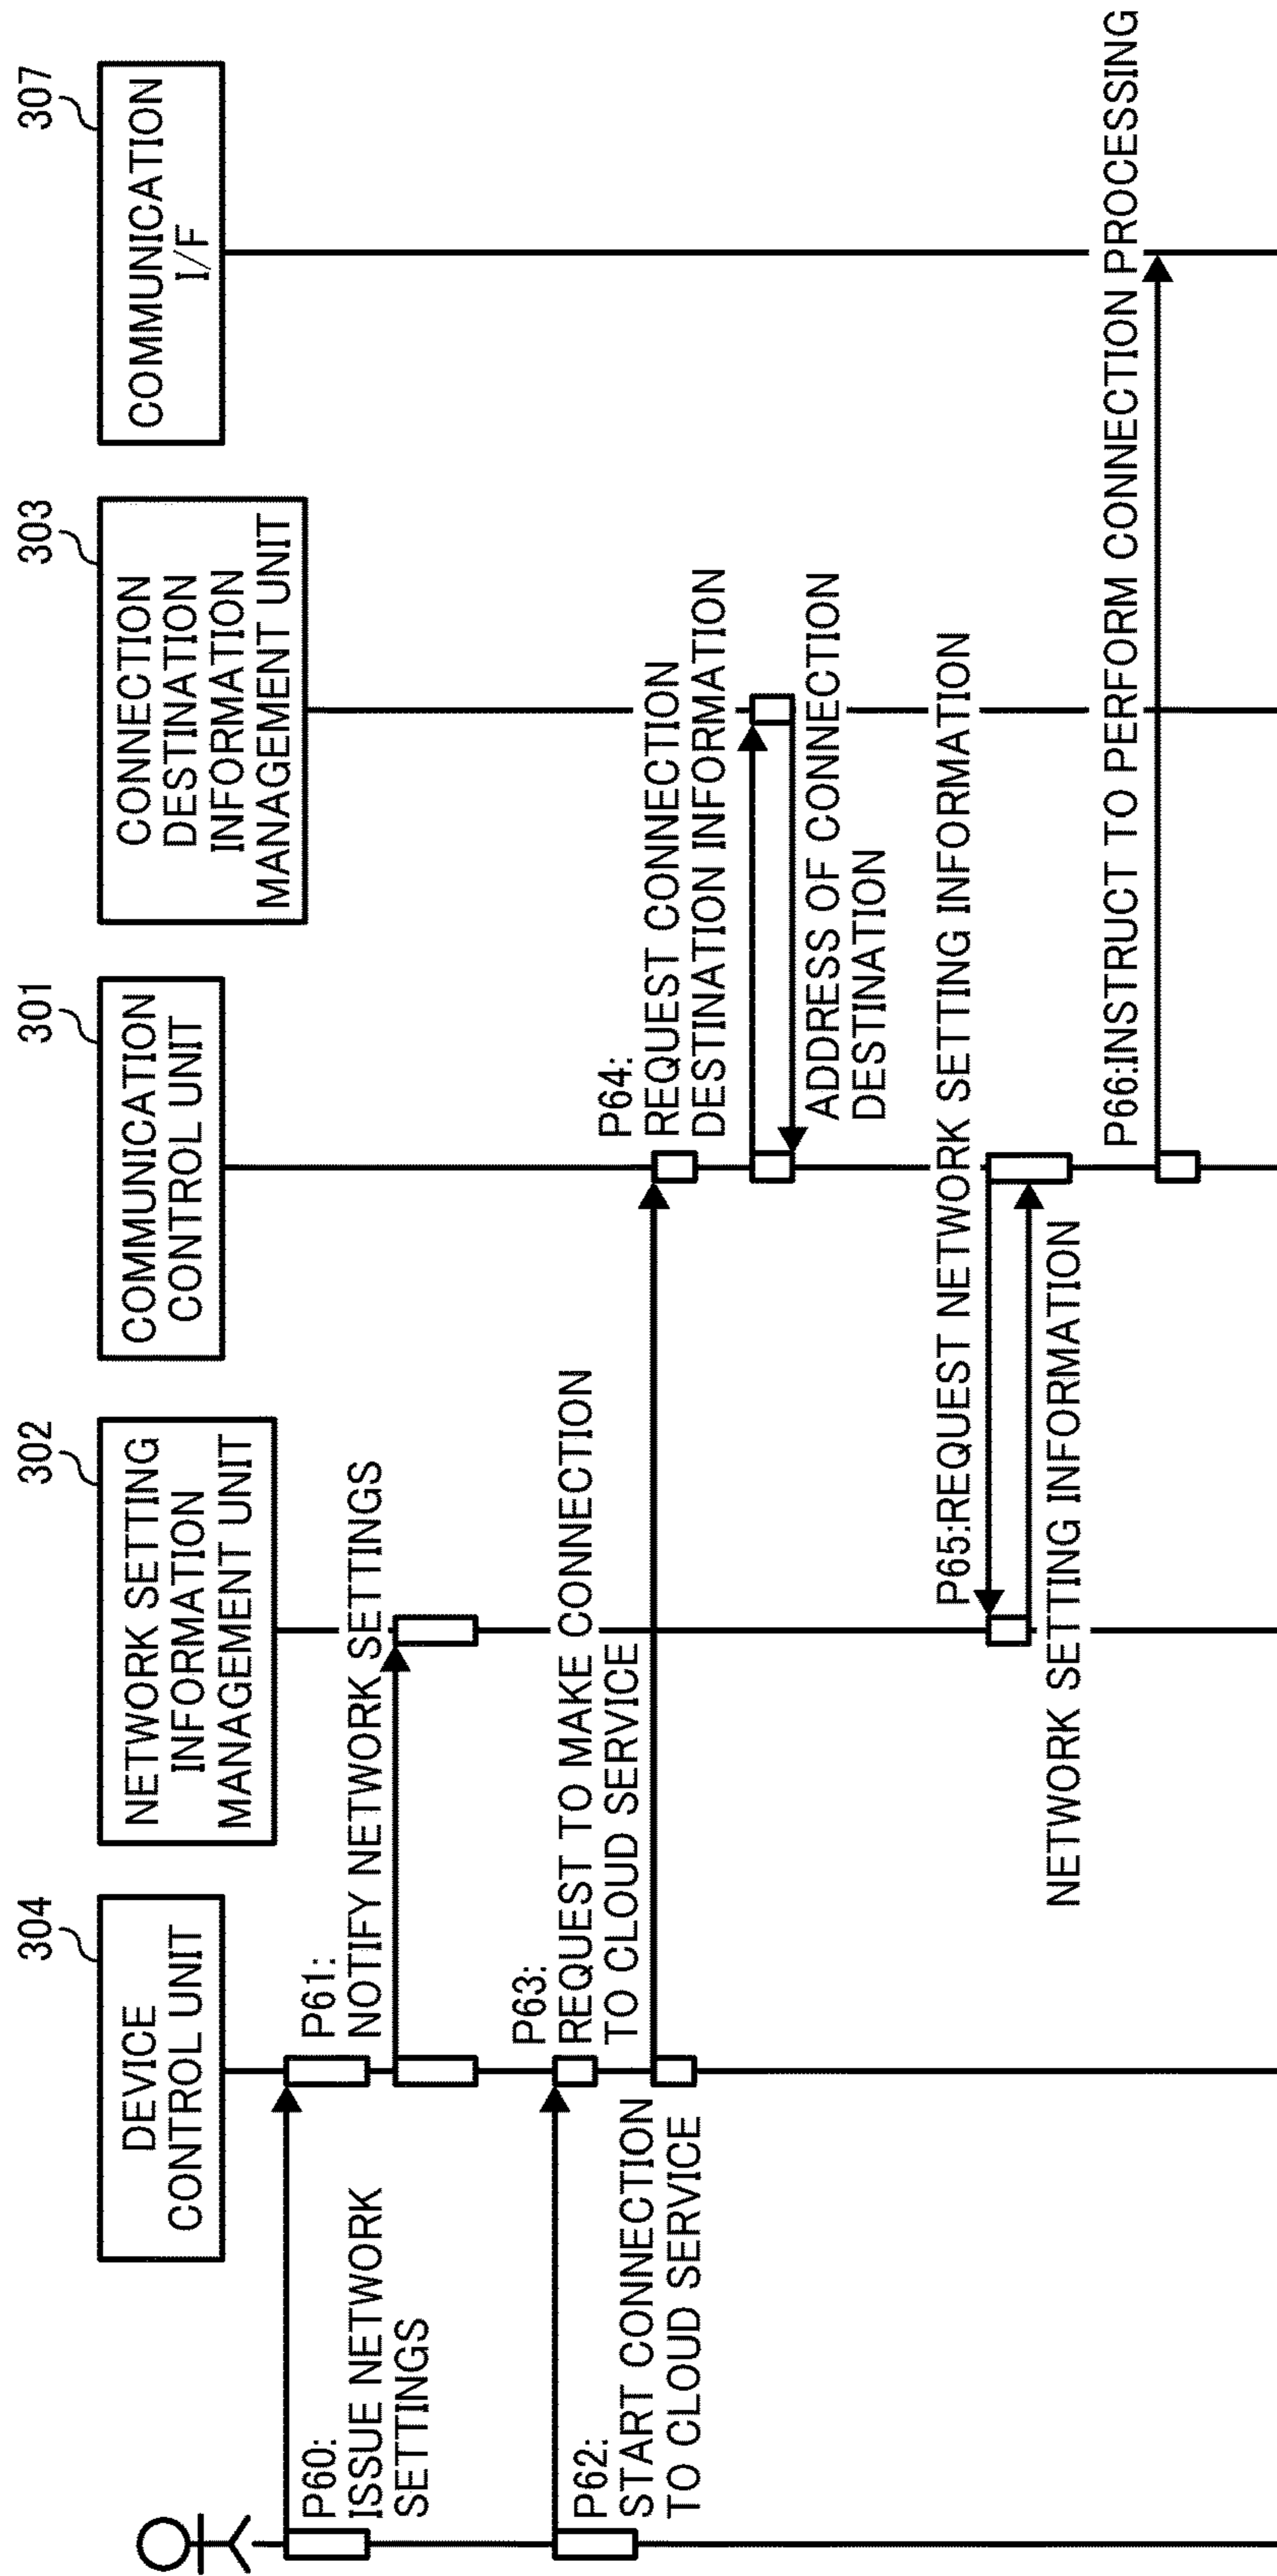 304
DEVICE
CONTROL UNIT
302
NETWORK SETTING
INFORMATION
MANAGEMENT UNIT
301
COMMUNICATION
CONTROL UNIT
303
CONNECTION
DESTINATION
INFORMATION
MANAGEMENT UNIT
307
COMMUNICATION
I/F
P60:
ISSUE NETWORK
SETTINGS
P61:
NOTIFY NETWORK SETTINGS
P62:
START CONNECTION
TO CLOUD SERVICE
P63:
REQUEST TO MAKE CONNECTION
TO CLOUD SERVICE
P64:
REQUEST CONNECTION
DESTINATION INFORMATION
ADDRESS OF CONNECTION
DESTINATION
P65:REQUEST NETWORK SETTING INFORMATION
NETWORK SETTING INFORMATION
P66:INSTRUCT TO PERFORM CONNECTION PROCESSING